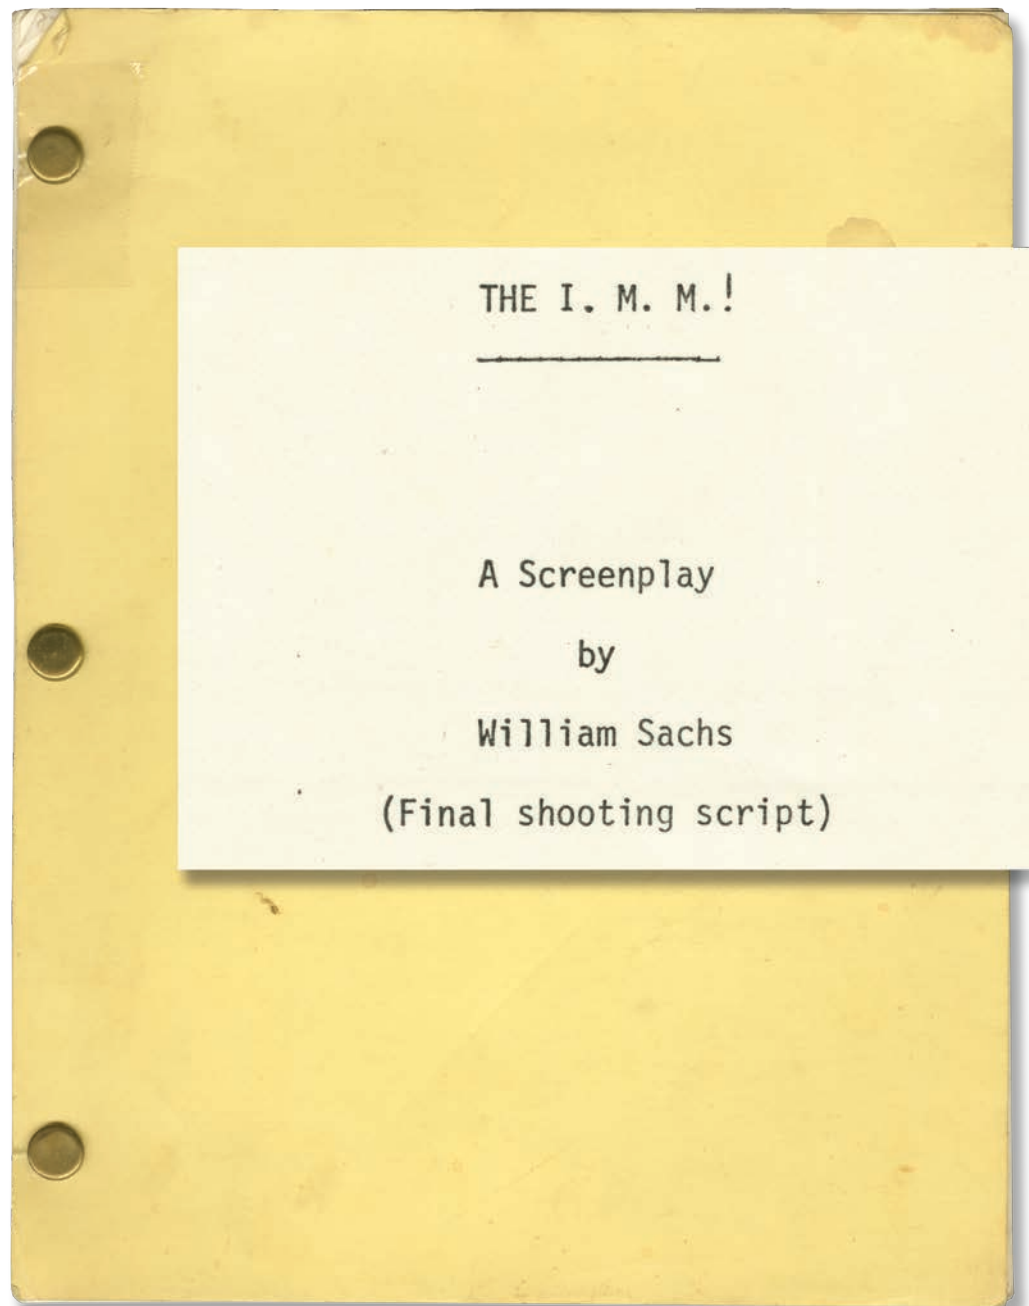 THE I. M. M.!
A Screenplay
by
William Sachs
(Final shooting script)